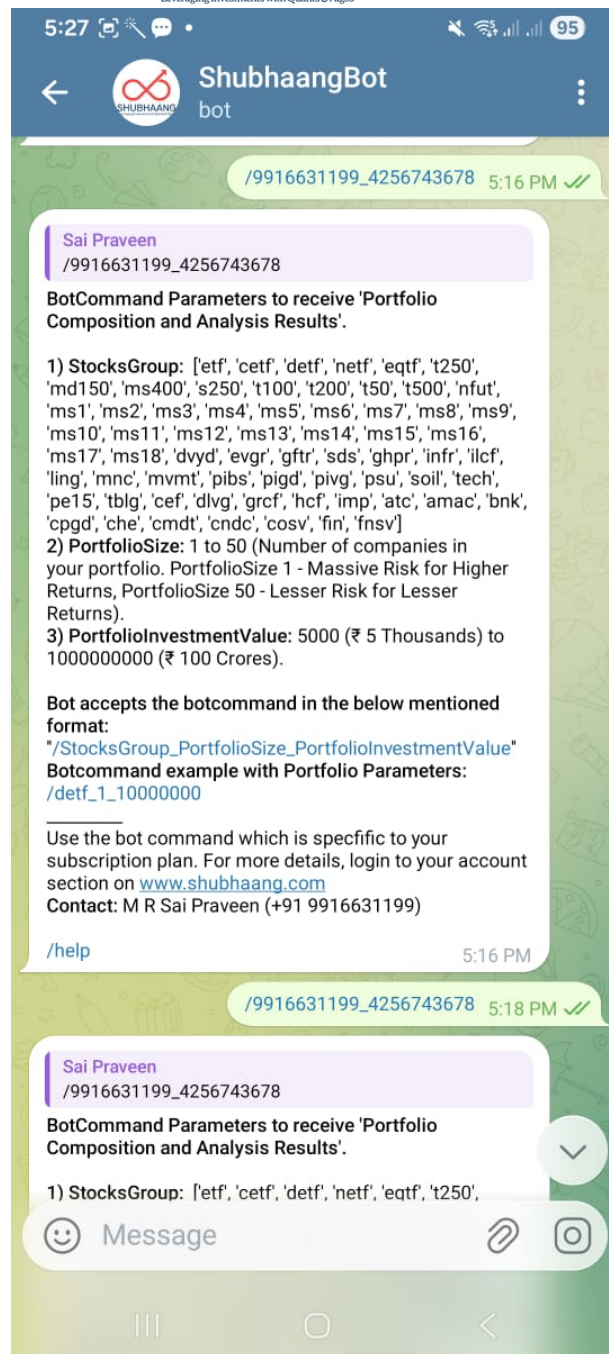 Leveraging Investments with Quants & Algos
5:27
95
SHUBHAANG
ShubhaangBot
bot
/9916631199_4256743678 5:16 PM
Sai Praveen
/9916631199_4256743678
BotCommand Parameters to receive 'Portfolio
Composition and Analysis Results'.
1) StocksGroup: ['etf', 'cetf', 'detf', 'netf', 'eqtf', 't250',
'md150', 'ms400', 's250', 't100', 't200', 't50', 't500', 'nfut',
'ms1', 'ms2', 'ms3', 'ms4', 'ms5', 'ms6', 'ms7', 'ms8', 'ms9',
'ms10', 'ms11', 'ms12', 'ms13', 'ms14', 'ms15', 'ms16',
'ms17', 'ms18', 'dvyd', 'evgr', 'gftr', 'sds', 'ghpr', 'infr', 'ilcf',
'ling', 'mnc', 'mvmt', 'pibs', 'pigd', 'pivg', 'psu', 'soil', 'tech',
'pe15', 'tblg', 'cef', 'dlvg', 'grcf', 'hcf', 'imp', 'atc', 'amac', 'bnk',
'cpgd', 'che', 'cmdt', 'cndc', 'cosv', 'fin', 'fnsv']
2) PortfolioSize: 1 to 50 (Number of companies in
your portfolio. PortfolioSize 1 - Massive Risk for Higher
Returns, PortfolioSize 50 - Lesser Risk for Lesser
Returns).
3) PortfolioInvestmentValue: 5000 (₹ 5 Thousands) to
1000000000 (₹ 100 Crores).
Bot accepts the botcommand in the below mentioned
format:
"/StocksGroup_PortfolioSize_PortfolioInvestmentValue"
Botcommand example with Portfolio Parameters:
/detf_1_10000000
Use the bot command which is specfific to your
subscription plan. For more details, login to your account
section on www.shubhaang.com
Contact: M R Sai Praveen (+91 9916631199)
/help 5:16 PM
/9916631199_4256743678 5:18 PM
Sai Praveen
/9916631199_4256743678
BotCommand Parameters to receive 'Portfolio
Composition and Analysis Results'.
1) StocksGroup: ['etf', 'cetf', 'detf', 'netf', 'eqtf', 't250',
Message